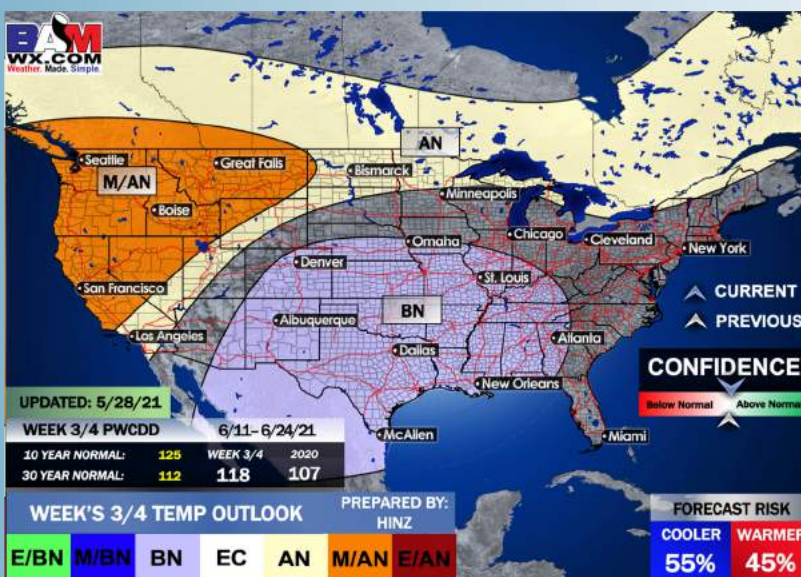 BAM
WX.COM
Weather. Made. Simple.
AN
Seattle
Great Falls
M/AN
Bismarck
Minneapolis
Boise
Omaha
Chicago
Cleveland
New York
Denver
St. Louis
San Francisco
CURRENT
BN
Albuquerque
PREVIOUS
Los Angeles
Atlanta
Dallas
CONFIDENCE
New Orleans
Below Normal
Above Norma
UPDATED: 5/28/21
WEEK 3/4 PWCDD 6/11–6/24/21
McAllen
Miami
10 YEAR NORMAL: 125 WEEK 3/4 2020
30 YEAR NORMAL: 112 118 107
WEEK'S 3/4 TEMP OUTLOOK
PREPARED BY:
HINZ
FORECAST RISK
COOLER WARMER
55% 45%
E/BN M/BN BN EC AN M/AN E/AN